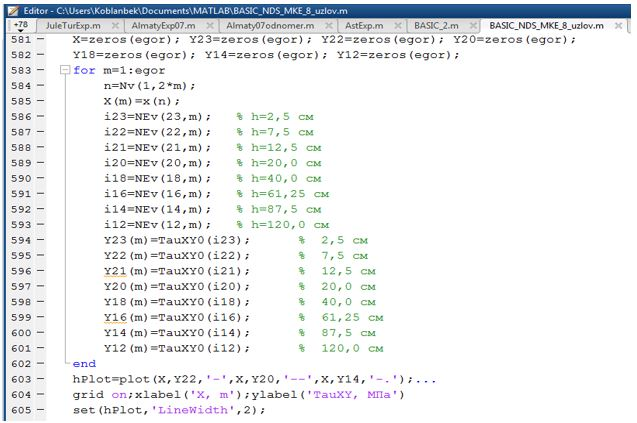 Editor - C:\Users\Koblanbek\Documents\MATLAB\BASIC_NDS_MKE_8_uzlov.m
+78 JuleTurExp.m × AlmatyExp07.m × Almaty07odnomer.m × AstExp.m × BASIC_2.m × BASIC_NDS_MKE_8_uzlov.m ×
581 – X=zeros(egor); Y23=zeros(egor); Y22=zeros(egor); Y20=zeros(egor);
582 – Y18=zeros(egor); Y14=zeros(egor); Y12=zeros(egor);
583 – for m=1:egor
584 – n=Nv(1,2*m);
585 – X(m)=x(n);
586 – i23=NEv(23,m); % h=2,5 см
587 – i22=NEv(22,m); % h=7,5 см
588 – i21=NEv(21,m); % h=12,5 см
589 – i20=NEv(20,m); % h=20,0 см
590 – i18=NEv(18,m); % h=40,0 см
591 – i16=NEv(16,m); % h=61,25 см
592 – i14=NEv(14,m); % h=87,5 см
593 – i12=NEv(12,m); % h=120,0 см
594 – Y23(m)=TauXY0(i23); % 2,5 см
595 – Y22(m)=TauXY0(i22); % 7,5 см
596 – Y21(m)=TauXY0(i21); % 12,5 см
597 – Y20(m)=TauXY0(i20); % 20,0 см
598 – Y18(m)=TauXY0(i18); % 40,0 см
599 – Y16(m)=TauXY0(i16); % 61,25 см
600 – Y14(m)=TauXY0(i14); % 87,5 см
601 – Y12(m)=TauXY0(i12); % 120,0 см
602 – end
603 – hPlot=plot(X,Y22,'-',X,Y20,'--',X,Y14,'-.');...
604 – grid on;xlabel('X, m');ylabel('TauXY, МПа')
605 – set(hPlot,'LineWidth',2);